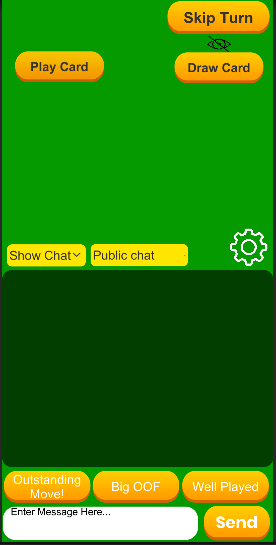 Skip Turn
Play Card
Draw Card
Show Chat
Public chat
Outstanding
Move!
Big OOF
Well Played
Enter Message Here...
Send